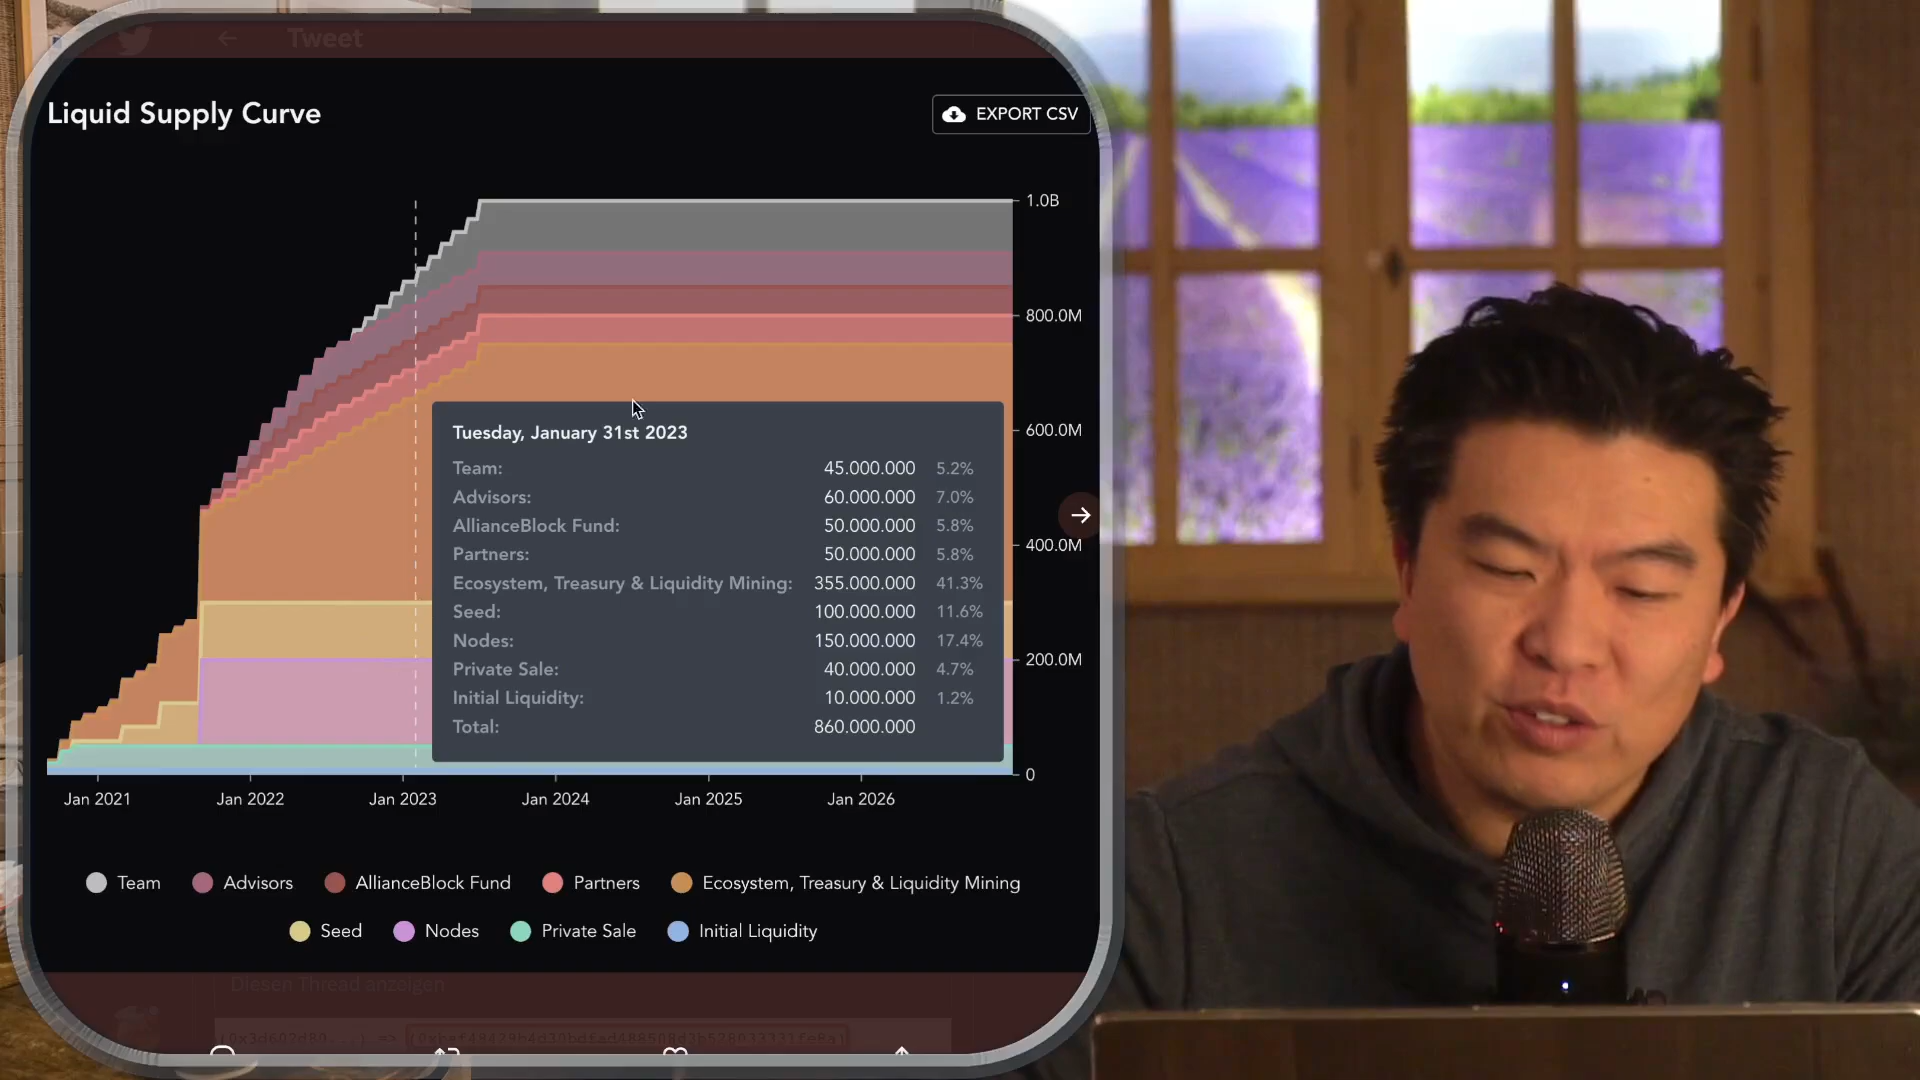 Tweet
Liquid Supply Curve
EXPORT CSV
1.0B
800.0M
600.0M
400.0M
200.0M
0
Tuesday, January 31st 2023
Team: 45.000.000 5.2%
Advisors: 60.000.000 7.0%
AllianceBlock Fund: 50.000.000 5.8%
Partners: 50.000.000 5.8%
Ecosystem, Treasury & Liquidity Mining: 355.000.000 41.3%
Seed: 100.000.000 11.6%
Nodes: 150.000.000 17.4%
Private Sale: 40.000.000 4.7%
Initial Liquidity: 10.000.000 1.2%
Total: 860.000.000
Jan 2021 Jan 2022 Jan 2023 Jan 2024 Jan 2025 Jan 2026
Team Advisors AllianceBlock Fund Partners Ecosystem, Treasury & Liquidity Mining
Seed Nodes Private Sale Initial Liquidity
Diesen Thread anzeigen